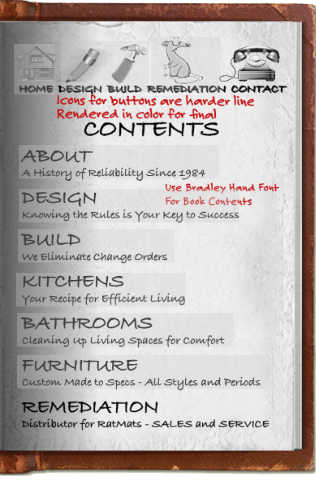 HOME DESIGN BUILD REMEDIATION CONTACT
Icons for buttons are harder line
Rendered in color for final
CONTENTS
ABOUT
A History of Reliability Since 1984
Use Bradley Hand Font
For Book Contents
DESIGN
Knowing the Rules is Your Key to Success
BUILD
We Eliminate Change Orders
KITCHENS
Your Recipe for Efficient Living
BATHROOMS
Cleaning Up Living Spaces for Comfort
FURNITURE
Custom Made to Specs - All Styles and Periods
REMEDIATION
Distributor for RatMats - SALES and SERVICE